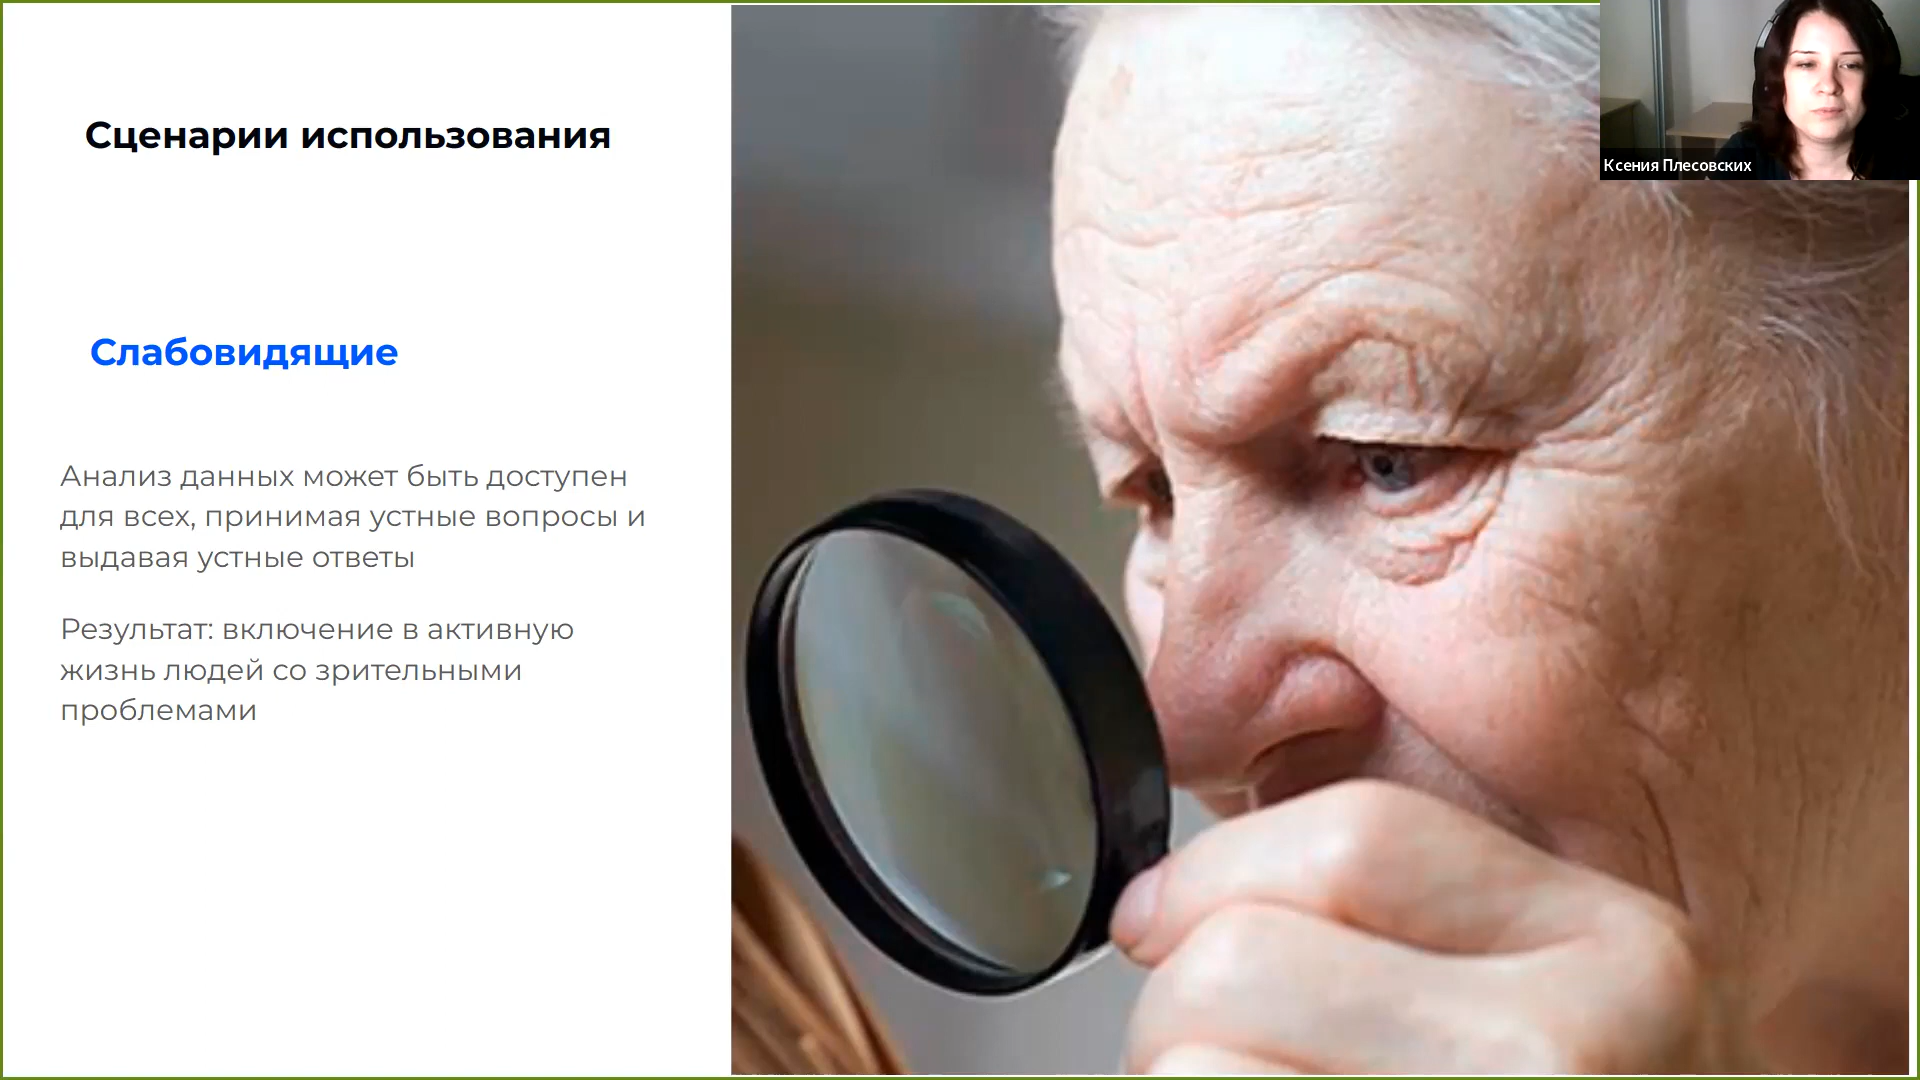 Сценарии использования
Ксения Плесовских
Слабовидящие
Анализ данных может быть доступен
для всех, принимая устные вопросы и
выдавая устные ответы
Результат: включение в активную
жизнь людей со зрительными
проблемами